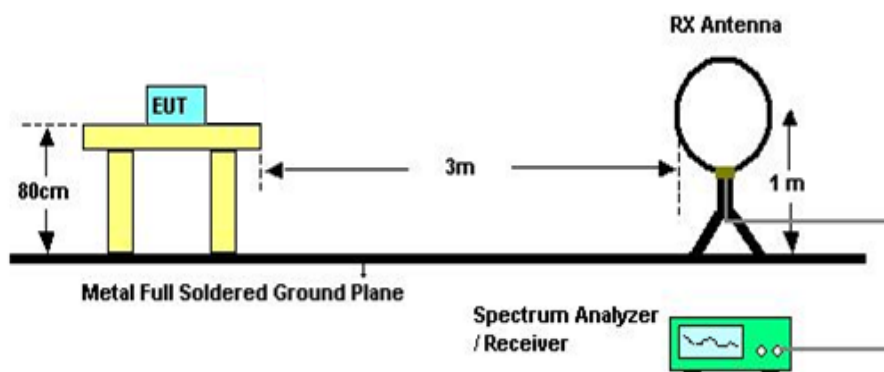 RX Antenna
EUT
3m
80cm
1 m
Metal Full Soldered Ground Plane
Spectrum Analyzer
/ Receiver